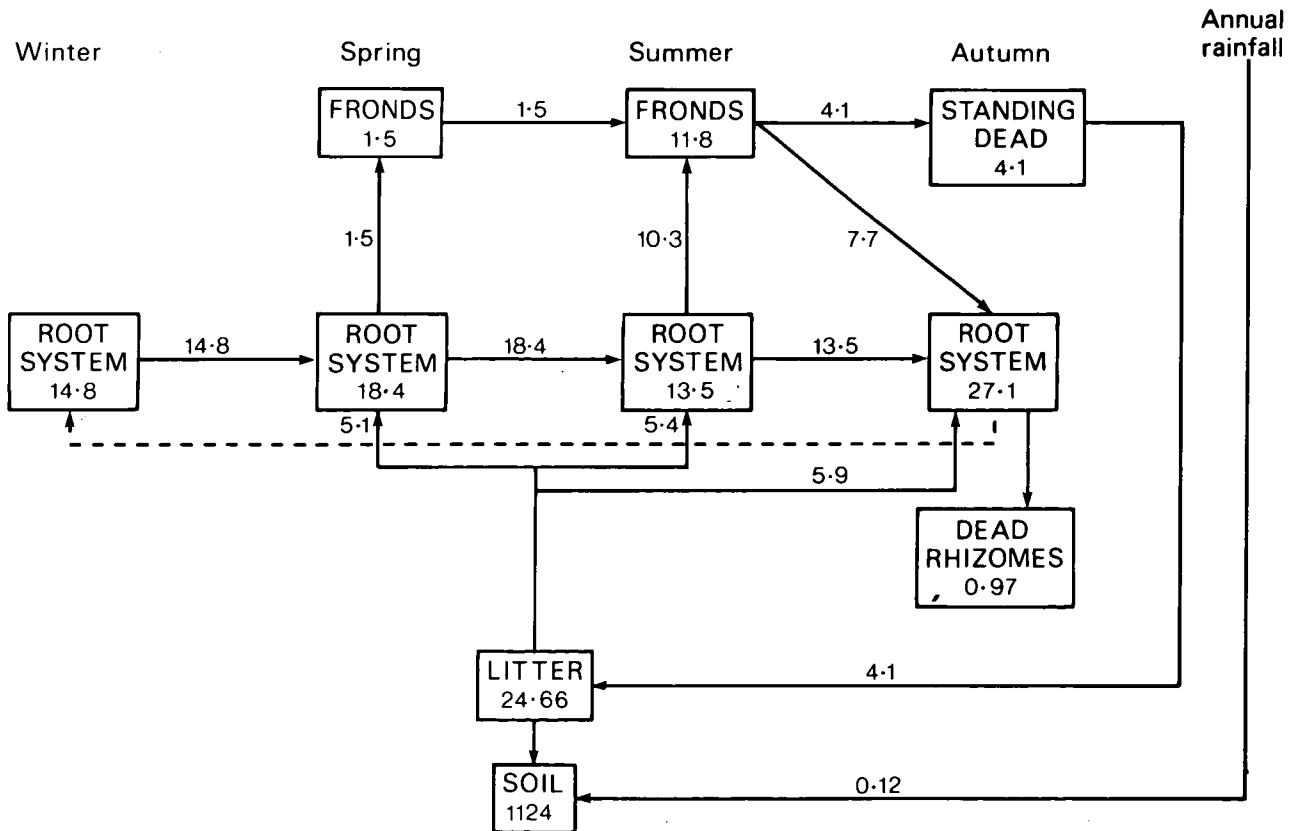 Annual
rainfall
Winter
Spring
Summer
Autumn
FRONDS
1·5
1·5
FRONDS
11·8
4·1
STANDING
DEAD
4·1
1·5
10·3
7·7
ROOT
SYSTEM
14·8
14·8
ROOT
SYSTEM
18·4
18·4
ROOT
SYSTEM
13·5
13·5
ROOT
SYSTEM
27·1
5·1
5·4
5·9
DEAD
RHIZOMES
0·97
LITTER
24·66
4·1
SOIL
1124
0·12